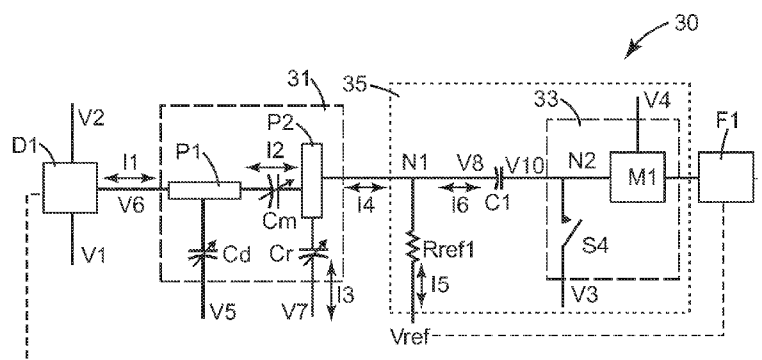 30
31
35
33
V2
D1
I1
P1
I2
P2
V4
F1
N1
V8
V10
N2
M1
V6
Cm
I4
I6
C1
S4
Cd
Cr
Rref1
V1
I3
I5
V3
V5
V7
Vref